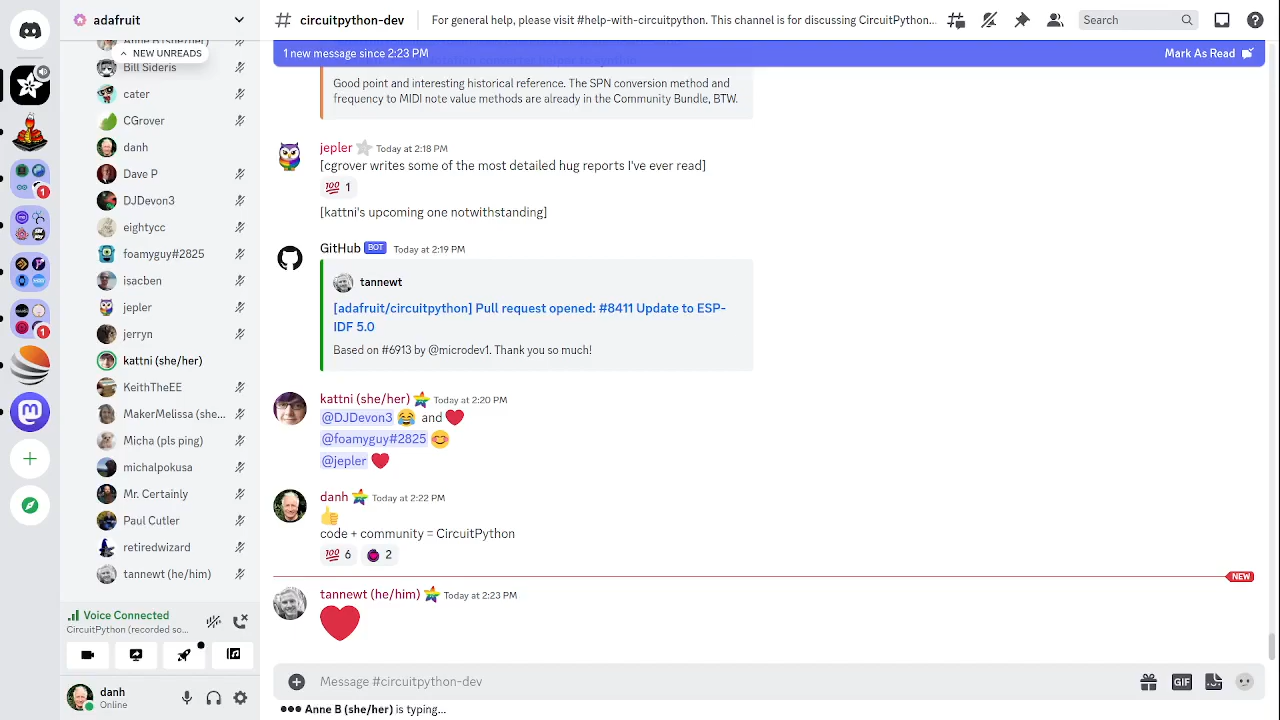 adafruit
# circuitpython-dev
For general help, please visit #help-with-circuitpython. This channel is for discussing CircuitPython...
Search
NEW UNREADS
1 new message since 2:23 PM
Mark As Read
Bill Sideris
cater
CGrover
danh
Dave P
DJDevon3
eightycc
foamyguy#2825
isacben
jepler
jerryn
kattni (she/her)
KeithTheEE
MakerMelissa (she...
Micha (pls ping)
michalpokusa
Mr. Certainly
Paul Cutler
retiredwizard
tannewt (he/him)
Voice Connected
CircuitPython (recorded so...
danh
Online
1
1
Good point and interesting historical reference. The SPN conversion method and
frequency to MIDI note value methods are already in the Community Bundle, BTW.
jepler Today at 2:18 PM
[cgrover writes some of the most detailed hug reports I've ever read]
100 1
[kattni's upcoming one notwithstanding]
GitHub BOT Today at 2:19 PM
tannewt
[adafruit/circuitpython] Pull request opened: #8411 Update to ESP-
IDF 5.0
Based on #6913 by @microdev1. Thank you so much!
kattni (she/her) Today at 2:20 PM
@DJDevon3 😂 and ❤️
@foamyguy#2825 😊
@jepler ❤️
danh Today at 2:22 PM
👍
code + community = CircuitPython
100 6 2
NEW
tannewt (he/him) Today at 2:23 PM
❤️
Message #circuitpython-dev
GIF
Anne B (she/her) is typing...